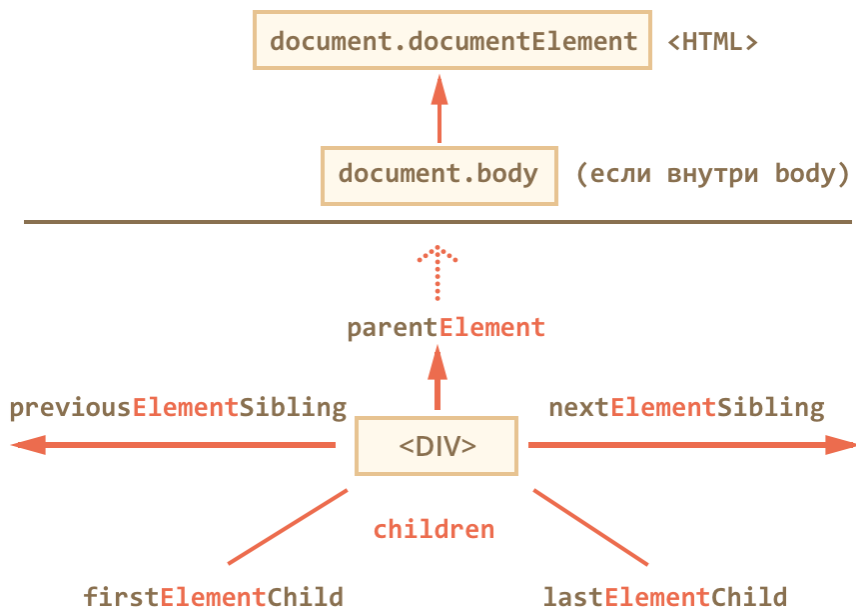 document.documentElement <HTML>
document.body (если внутри body)
parentElement
previousElementSibling nextElementSibling
<DIV>
children
firstElementChild lastElementChild